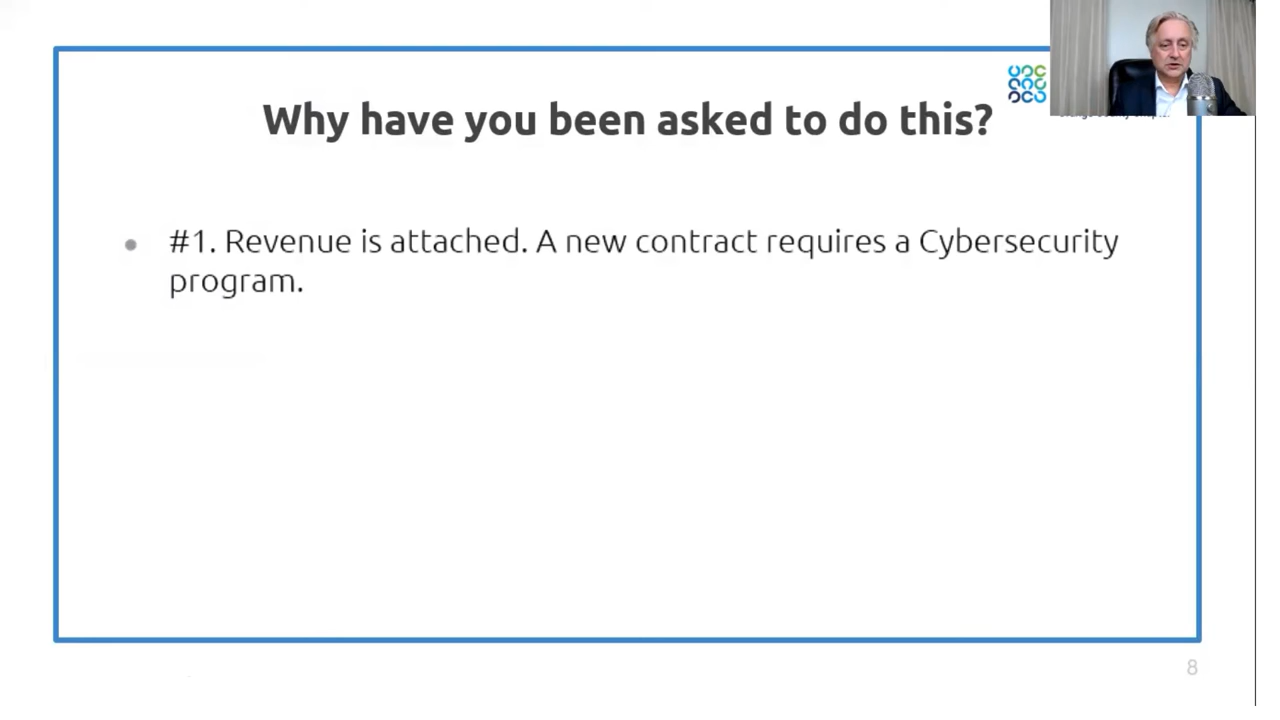 Why have you been asked to do this?
#1. Revenue is attached. A new contract requires a Cybersecurity
program.
8